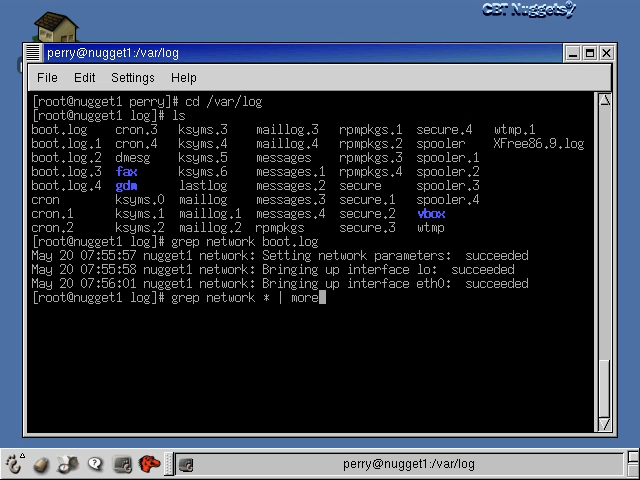 CBT Nuggets
perry@nugget1:/var/log
File Edit Settings Help
[root@nugget1 perry]# cd /var/log
[root@nugget1 log]# ls
boot.log cron.3 ksyms.3 maillog.3 rpmpkgs.1 secure.4 wtmp.1
boot.log.1 cron.4 ksyms.4 maillog.4 rpmpkgs.2 spooler XFree86.9.log
boot.log.2 dmesg ksyms.5 messages rpmpkgs.3 spooler.1
boot.log.3 fax ksyms.6 messages.1 rpmpkgs.4 spooler.2
boot.log.4 gdm lastlog messages.2 secure spooler.3
cron ksyms.0 maillog messages.3 secure.1 spooler.4
cron.1 ksyms.1 maillog.1 messages.4 secure.2 vbox
cron.2 ksyms.2 maillog.2 rpmpkgs secure.3 wtmp
[root@nugget1 log]# grep network boot.log
May 20 07:55:57 nugget1 network: Setting network parameters: succeeded
May 20 07:55:58 nugget1 network: Bringing up interface lo: succeeded
May 20 07:56:01 nugget1 network: Bringing up interface eth0: succeeded
[root@nugget1 log]# grep network * | more
perry@nugget1:/var/log